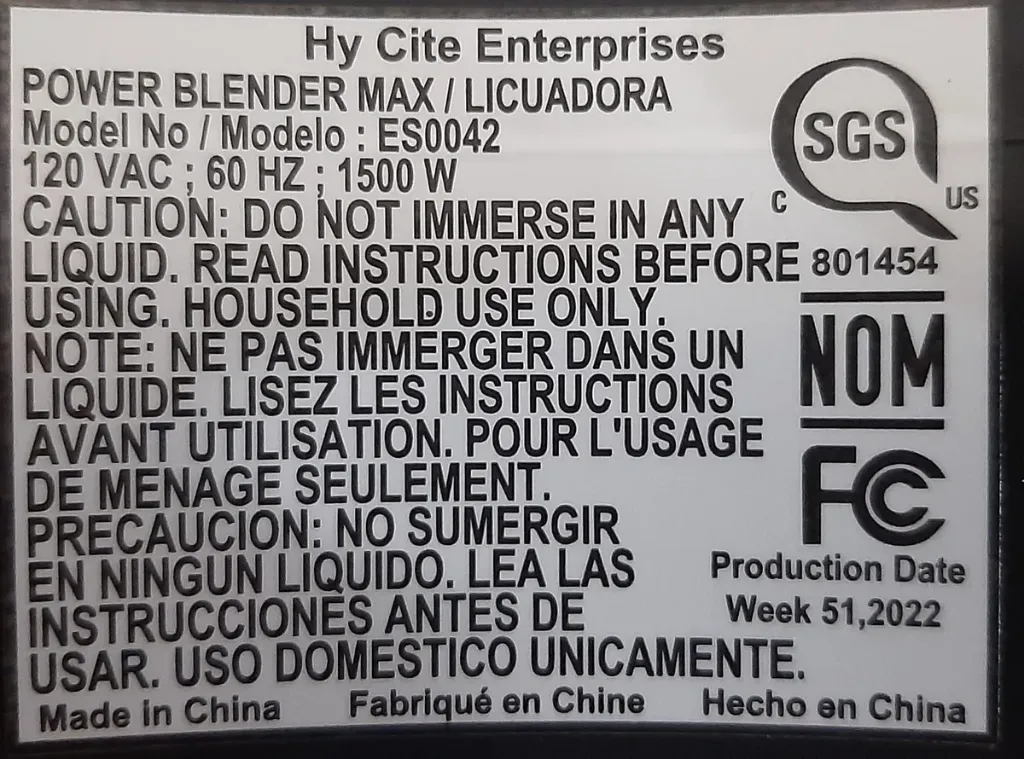 Hy Cite Enterprises
POWER BLENDER MAX / LICUADORA
Model No / Modelo : ES0042
120 VAC ; 60 HZ ; 1500 W
CAUTION: DO NOT IMMERSE IN ANY
LIQUID. READ INSTRUCTIONS BEFORE
USING. HOUSEHOLD USE ONLY.
NOTE: NE PAS IMMERGER DANS UN
LIQUIDE. LISEZ LES INSTRUCTIONS
AVANT UTILISATION. POUR L'USAGE
DE MENAGE SEULEMENT.
PRECAUCION: NO SUMERGIR
EN NINGUN LIQUIDO. LEA LAS
INSTRUCCIONES ANTES DE
USAR. USO DOMESTICO UNICAMENTE.
SGS
C US
801454
NOM
FC
Production Date
Week 51,2022
Made in China Fabriqué en Chine Hecho en China